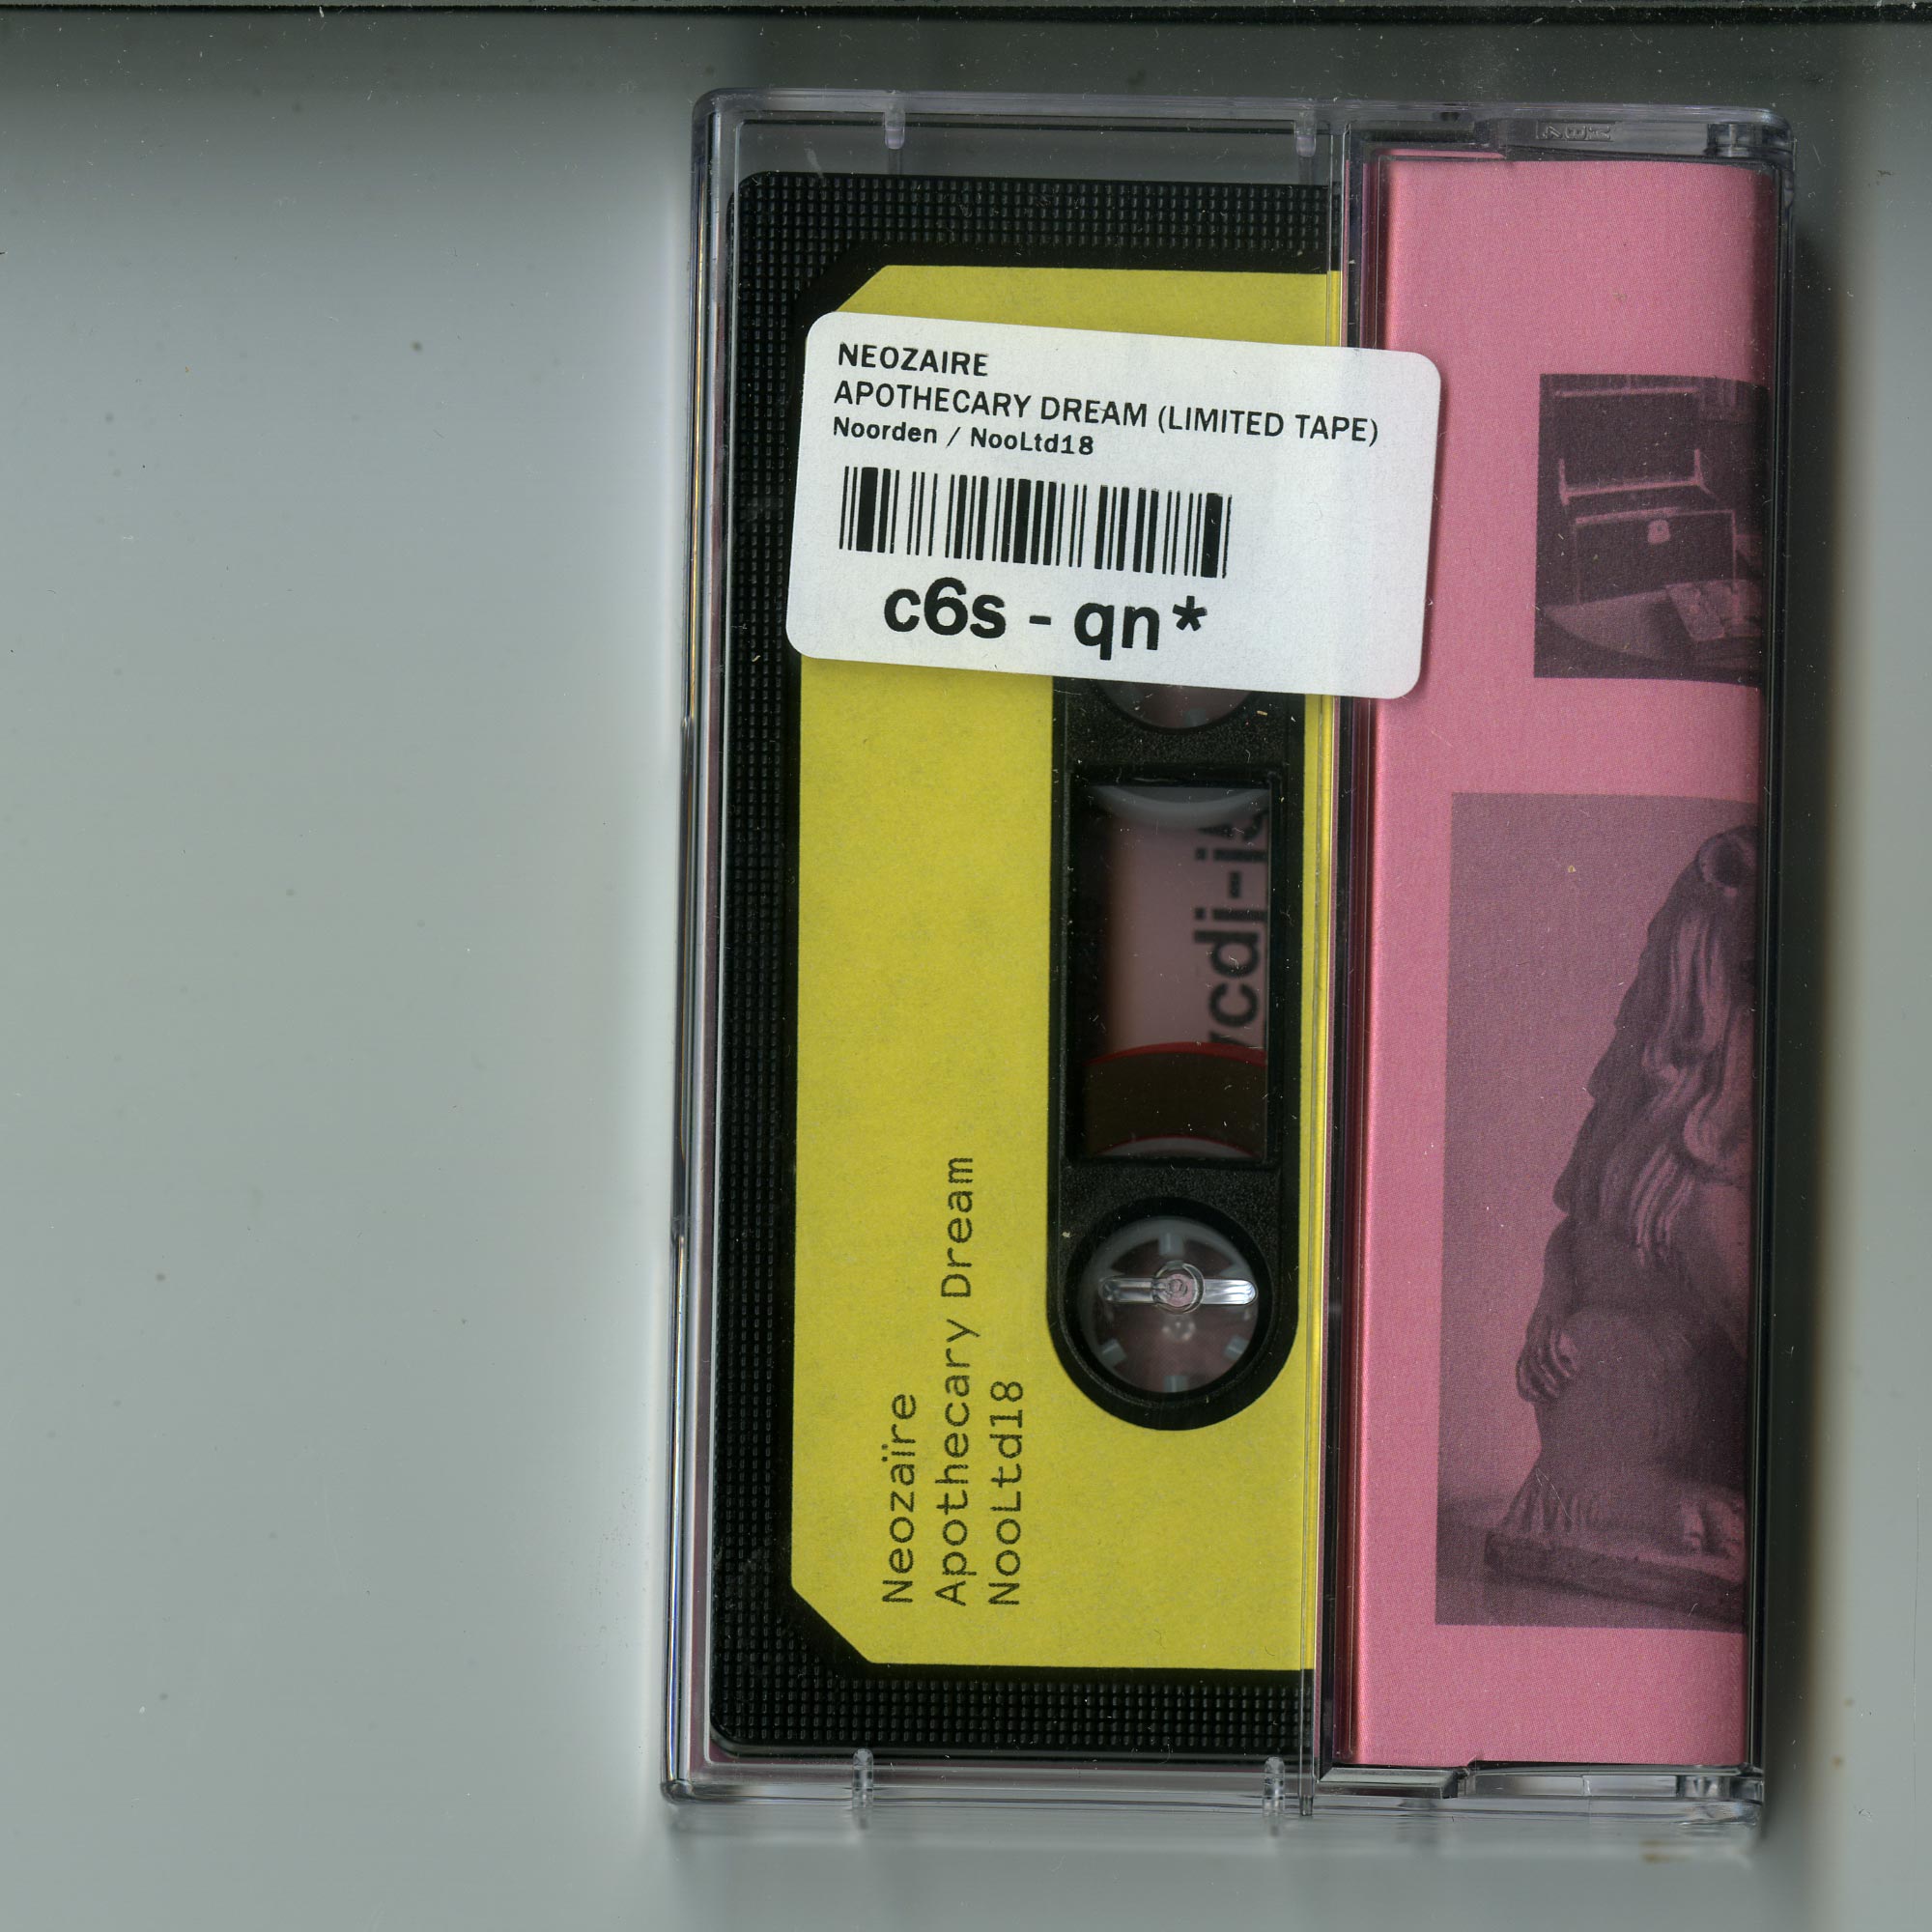 NEOZAIRE
APOTHECARY DREAM (LIMITED TAPE)
Noorden / NooLtd18
c6s - qn*
Neozaïre
Apothecary Dream
NooLtd18